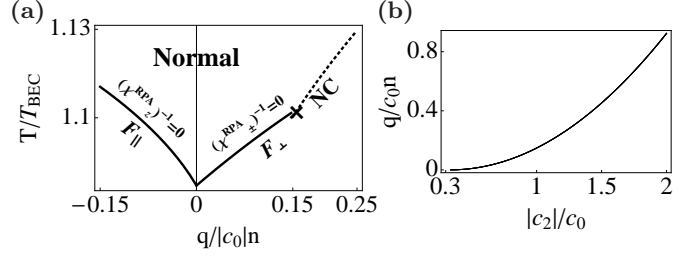 (a)
1.13
1.1
T/T_BEC
Normal
(χ^RPA_z)^-1=0
F_∥
(χ^RPA_±)^-1=0
F_⊥
NC
−0.15
0
0.15
0.25
q/|c_0|n
(b)
0.8
0.4
0
q/c_0n
0.3
1
1.5
2
|c_2|/c_0